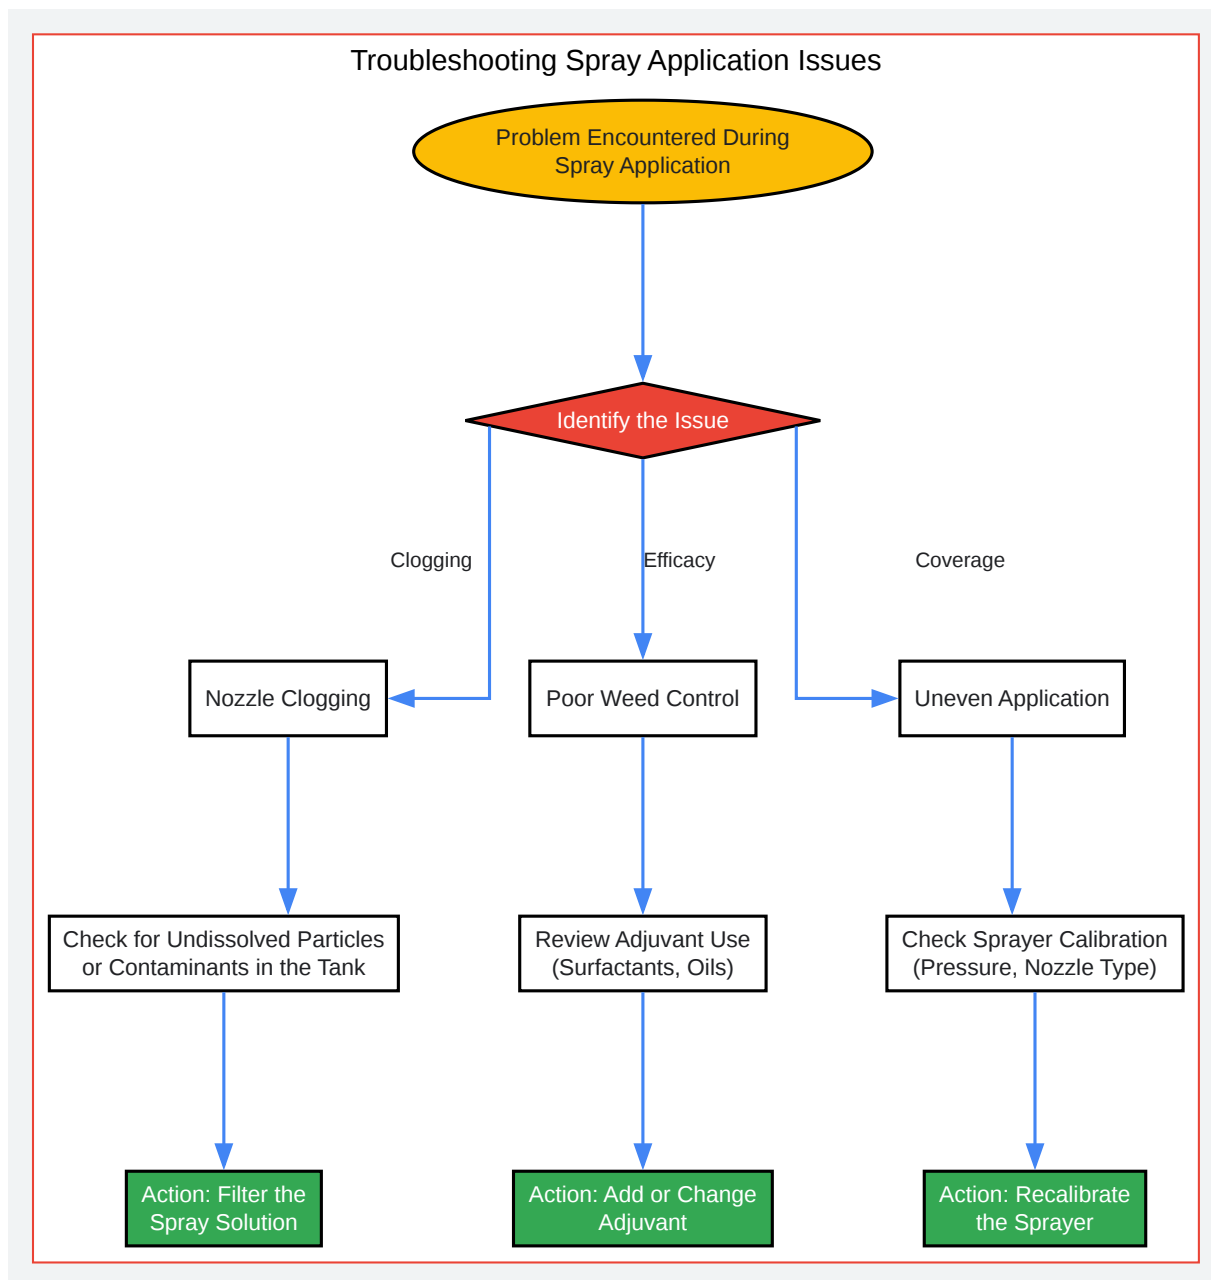 Troubleshooting Spray Application Issues
Problem Encountered During
Spray Application
Identify the Issue
Clogging
Efficacy
Coverage
Nozzle Clogging
Poor Weed Control
Uneven Application
Check for Undissolved Particles
or Contaminants in the Tank
Review Adjuvant Use
(Surfactants, Oils)
Check Sprayer Calibration
(Pressure, Nozzle Type)
Action: Filter the
Spray Solution
Action: Add or Change
Adjuvant
Action: Recalibrate
the Sprayer